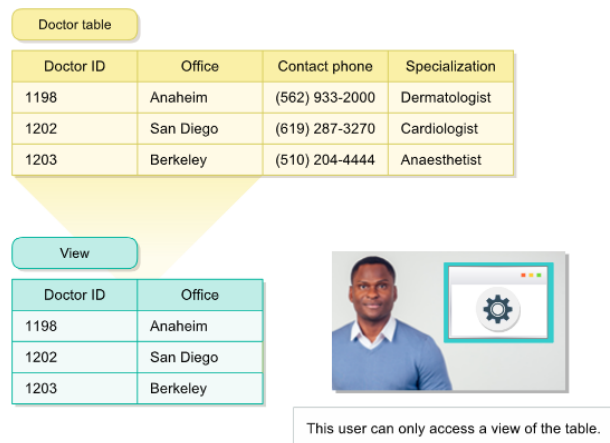 Doctor table
Doctor ID Office Contact phone Specialization
1198 Anaheim (562) 933-2000 Dermatologist
1202 San Diego (619) 287-3270 Cardiologist
1203 Berkeley (510) 204-4444 Anaesthetist
View
Doctor ID Office
1198 Anaheim
1202 San Diego
1203 Berkeley
This user can only access a view of the table.